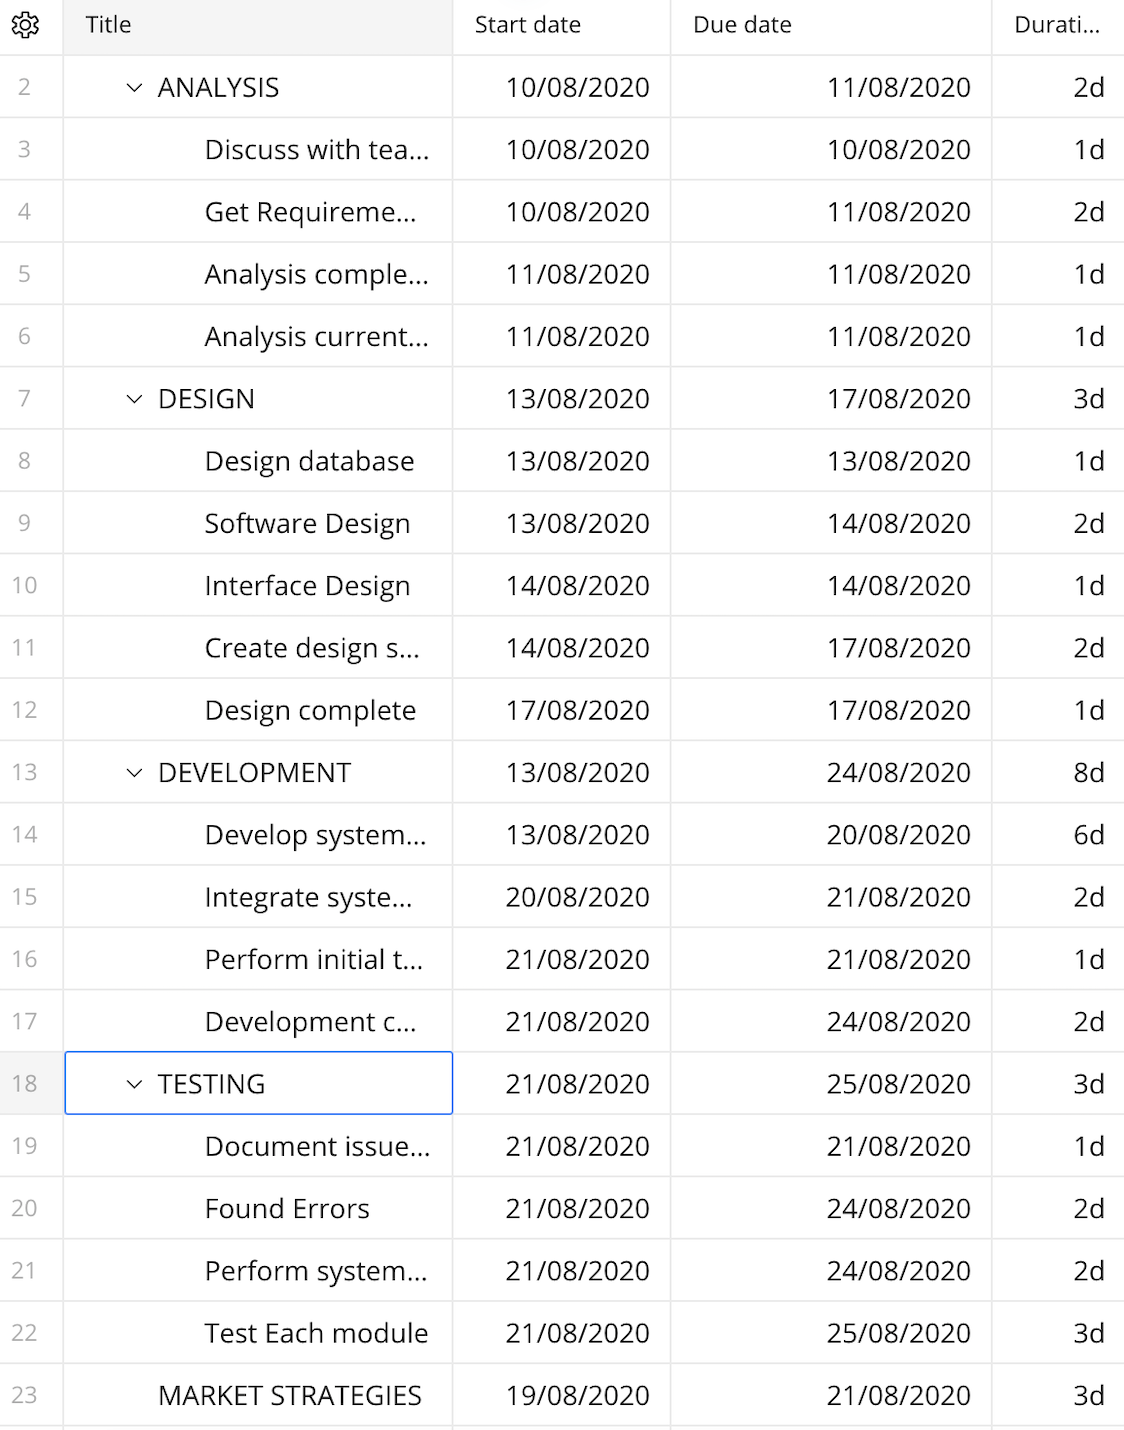 Title Start date Due date Durati...
2 ANALYSIS 10/08/2020 11/08/2020 2d
3 Discuss with tea... 10/08/2020 10/08/2020 1d
4 Get Requireme... 10/08/2020 11/08/2020 2d
5 Analysis comple... 11/08/2020 11/08/2020 1d
6 Analysis current... 11/08/2020 11/08/2020 1d
7 DESIGN 13/08/2020 17/08/2020 3d
8 Design database 13/08/2020 13/08/2020 1d
9 Software Design 13/08/2020 14/08/2020 2d
10 Interface Design 14/08/2020 14/08/2020 1d
11 Create design s... 14/08/2020 17/08/2020 2d
12 Design complete 17/08/2020 17/08/2020 1d
13 DEVELOPMENT 13/08/2020 24/08/2020 8d
14 Develop system... 13/08/2020 20/08/2020 6d
15 Integrate syste... 20/08/2020 21/08/2020 2d
16 Perform initial t... 21/08/2020 21/08/2020 1d
17 Development c... 21/08/2020 24/08/2020 2d
18 TESTING 21/08/2020 25/08/2020 3d
19 Document issue... 21/08/2020 21/08/2020 1d
20 Found Errors 21/08/2020 24/08/2020 2d
21 Perform system... 21/08/2020 24/08/2020 2d
22 Test Each module 21/08/2020 25/08/2020 3d
23 MARKET STRATEGIES 19/08/2020 21/08/2020 3d